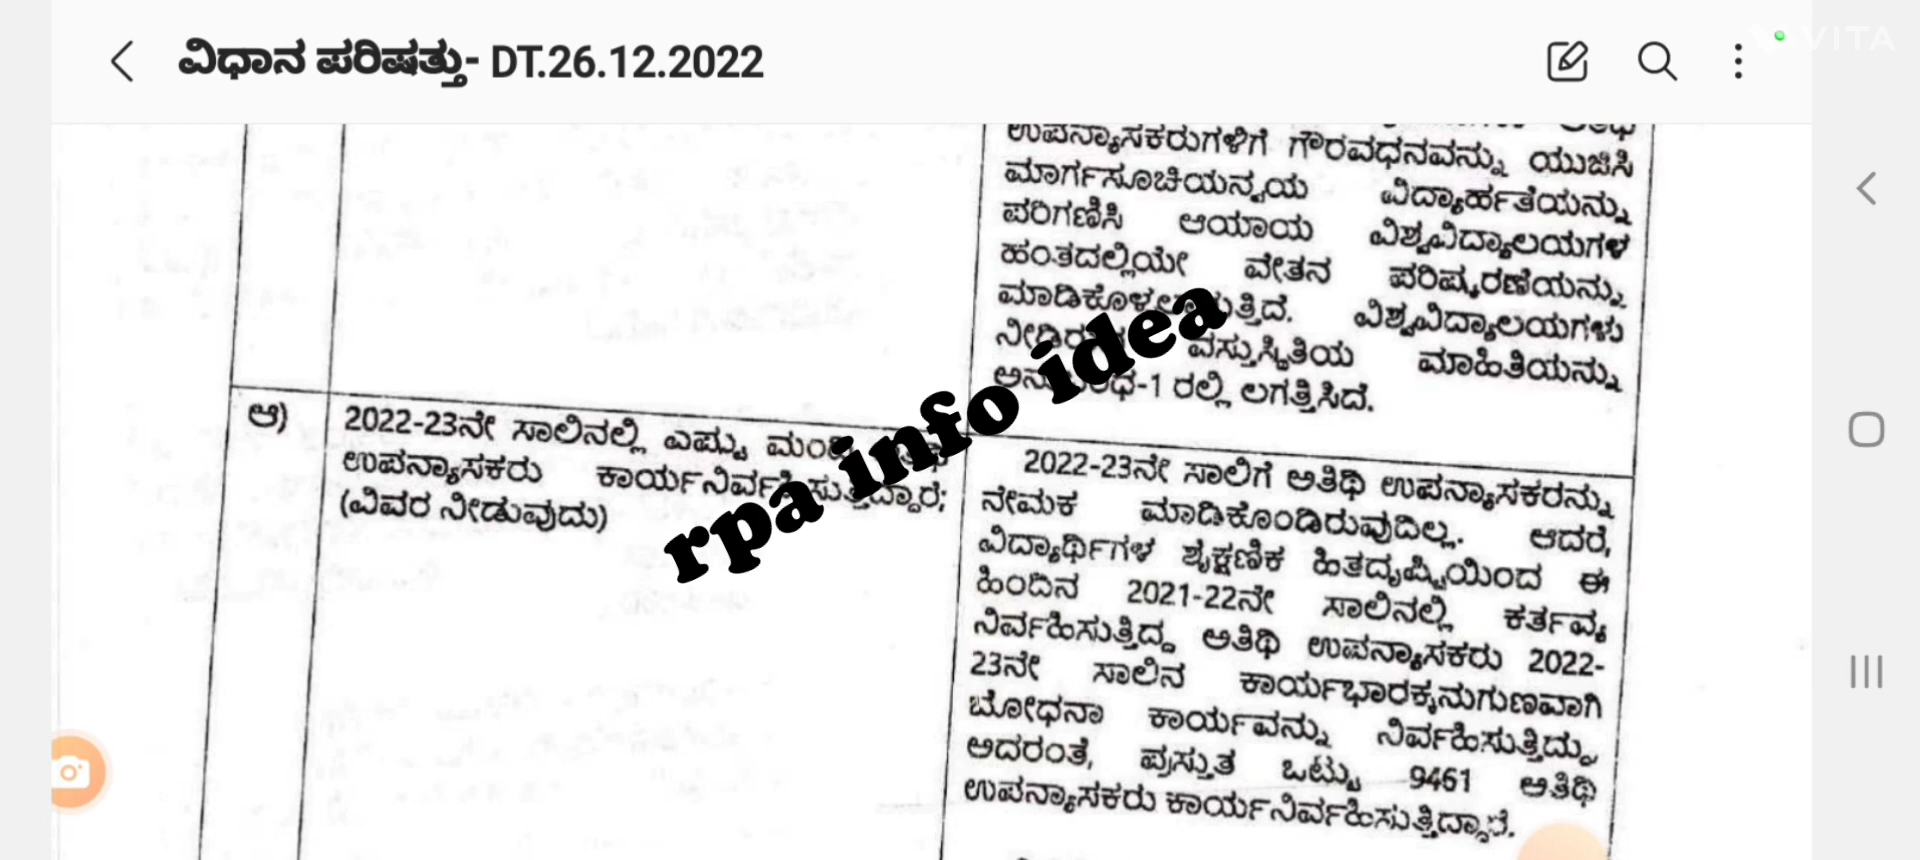 VITA
ವಿಧಾನ ಪರಿಷತ್ತು- DT.26.12.2022
ಉಪನ್ಯಾಸಕರುಗಳಿಗೆ ಗೌರವಧನವನ್ನು ಯುಜಿಸಿ
ಮಾರ್ಗಸೂಚಿಯನ್ವಯ ವಿದ್ಯಾರ್ಹತೆಯನ್ನು
ಪರಿಗಣಿಸಿ ಆಯಾಯ ವಿಶ್ವವಿದ್ಯಾಲಯಗಳ
ಹಂತದಲ್ಲಿಯೇ ವೇತನ ಪರಿಷ್ಕರಣೆಯನ್ನು
ವಿಶ್ವವಿದ್ಯಾಲಯಗಳು
ವಸ್ತುಸ್ಥಿತಿಯ ಮಾಹಿತಿಯನ್ನು
ರಲ್ಲಿ ಲಗತ್ತಿಸಿದೆ.
ಆ)
2022-23ನೇ ಸಾಲಿನಲ್ಲಿ ಎಷ್ಟು
ಉಪನ್ಯಾಸಕರು ಕಾರ್ಯನಿರ್ವಹಿಸುತ್ತಿದ್ದಾರೆ;
(ವಿವರ ನೀಡುವುದು)
2022-23ನೇ ಸಾಲಿಗೆ ಅತಿಥಿ ಉಪನ್ಯಾಸಕರನ್ನು
ನೇಮಕ ಮಾಡಿಕೊಂಡಿರುವುದಿಲ್ಲ. ಆದರೆ,
ವಿದ್ಯಾರ್ಥಿಗಳ ಶೈಕ್ಷಣಿಕ ಹಿತದೃಷ್ಟಿಯಿಂದ ಈ
ಹಿಂದಿನ 2021-22ನೇ ಸಾಲಿನಲ್ಲಿ ಕರ್ತವ್ಯ
ನಿರ್ವಹಿಸುತ್ತಿದ್ದ ಅತಿಥಿ ಉಪನ್ಯಾಸಕರು 2022-
23ನೇ ಸಾಲಿನ ಕಾರ್ಯಭಾರಕ್ಕನುಗುಣವಾಗಿ
ಬೋಧನಾ ಕಾರ್ಯವನ್ನು ನಿರ್ವಹಿಸುತ್ತಿದ್ದು,
ಅದರಂತೆ, ಪ್ರಸ್ತುತ ಒಟ್ಟು 9461 ಅತಿಥಿ
ಉಪನ್ಯಾಸಕರು ಕಾರ್ಯನಿರ್ವಹಿಸುತ್ತಿದ್ದಾರೆ.
rpa info idea